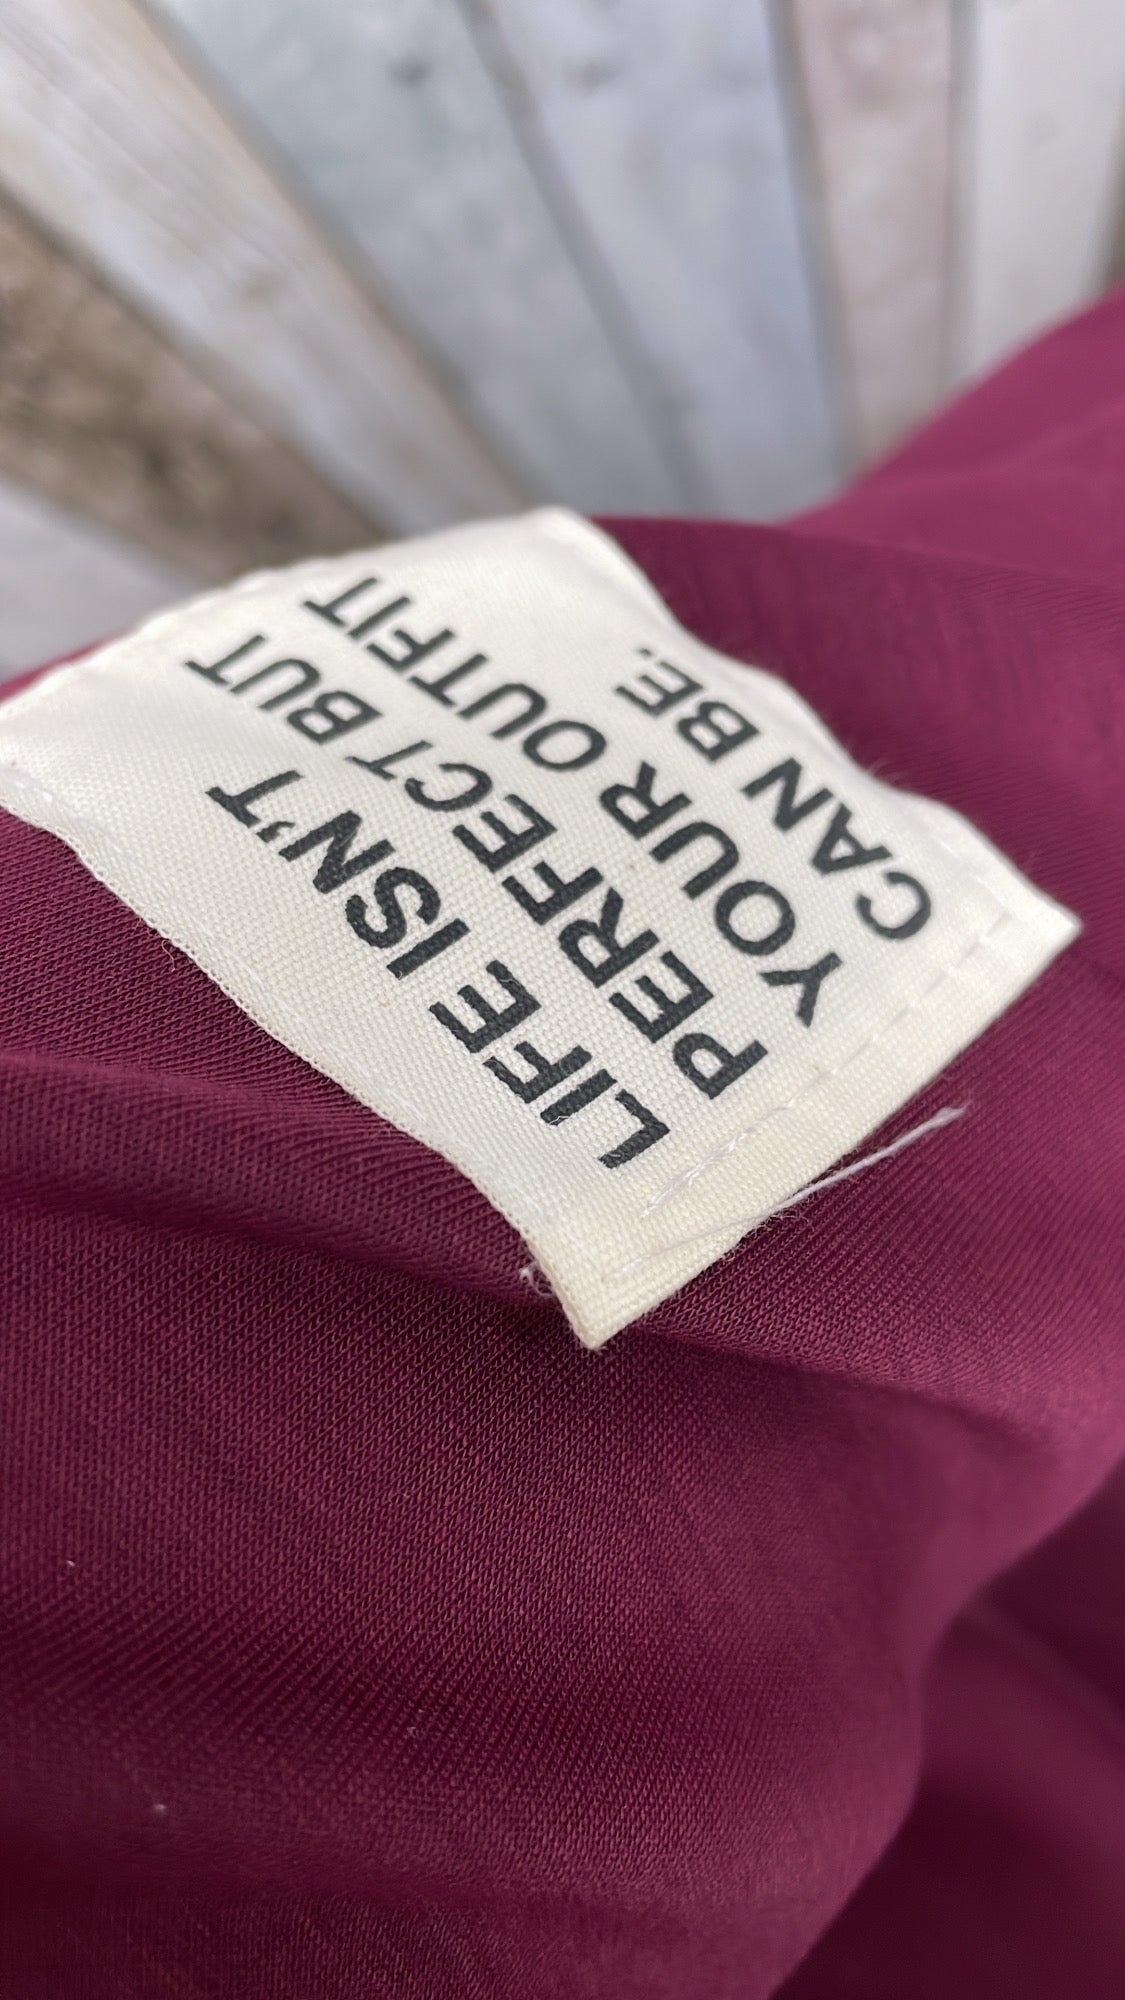 LIFE ISN'T
PERFECT BUT
YOUR OUTFIT
CAN BE.